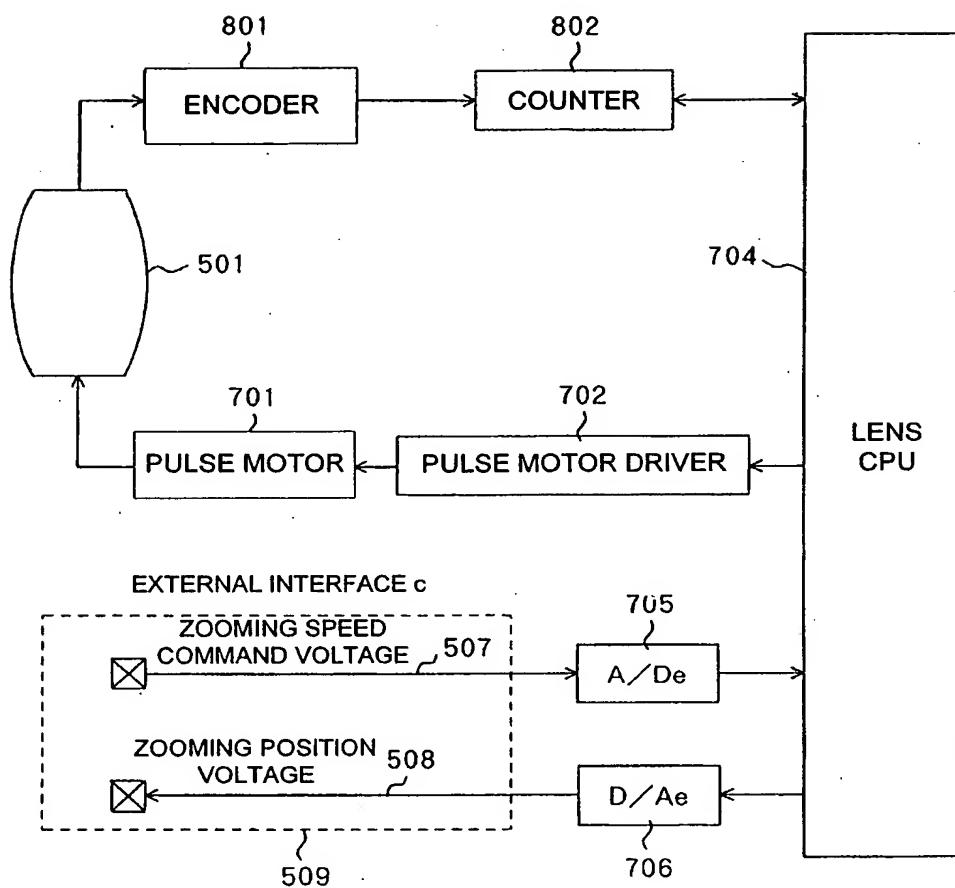 801
802
ENCODER
COUNTER
501
704
701
702
PULSE MOTOR
PULSE MOTOR DRIVER
LENS
CPU
EXTERNAL INTERFACE c
ZOOMING SPEED
COMMAND VOLTAGE
507
705
A/De
ZOOMING POSITION
VOLTAGE
508
D/Ae
706
509